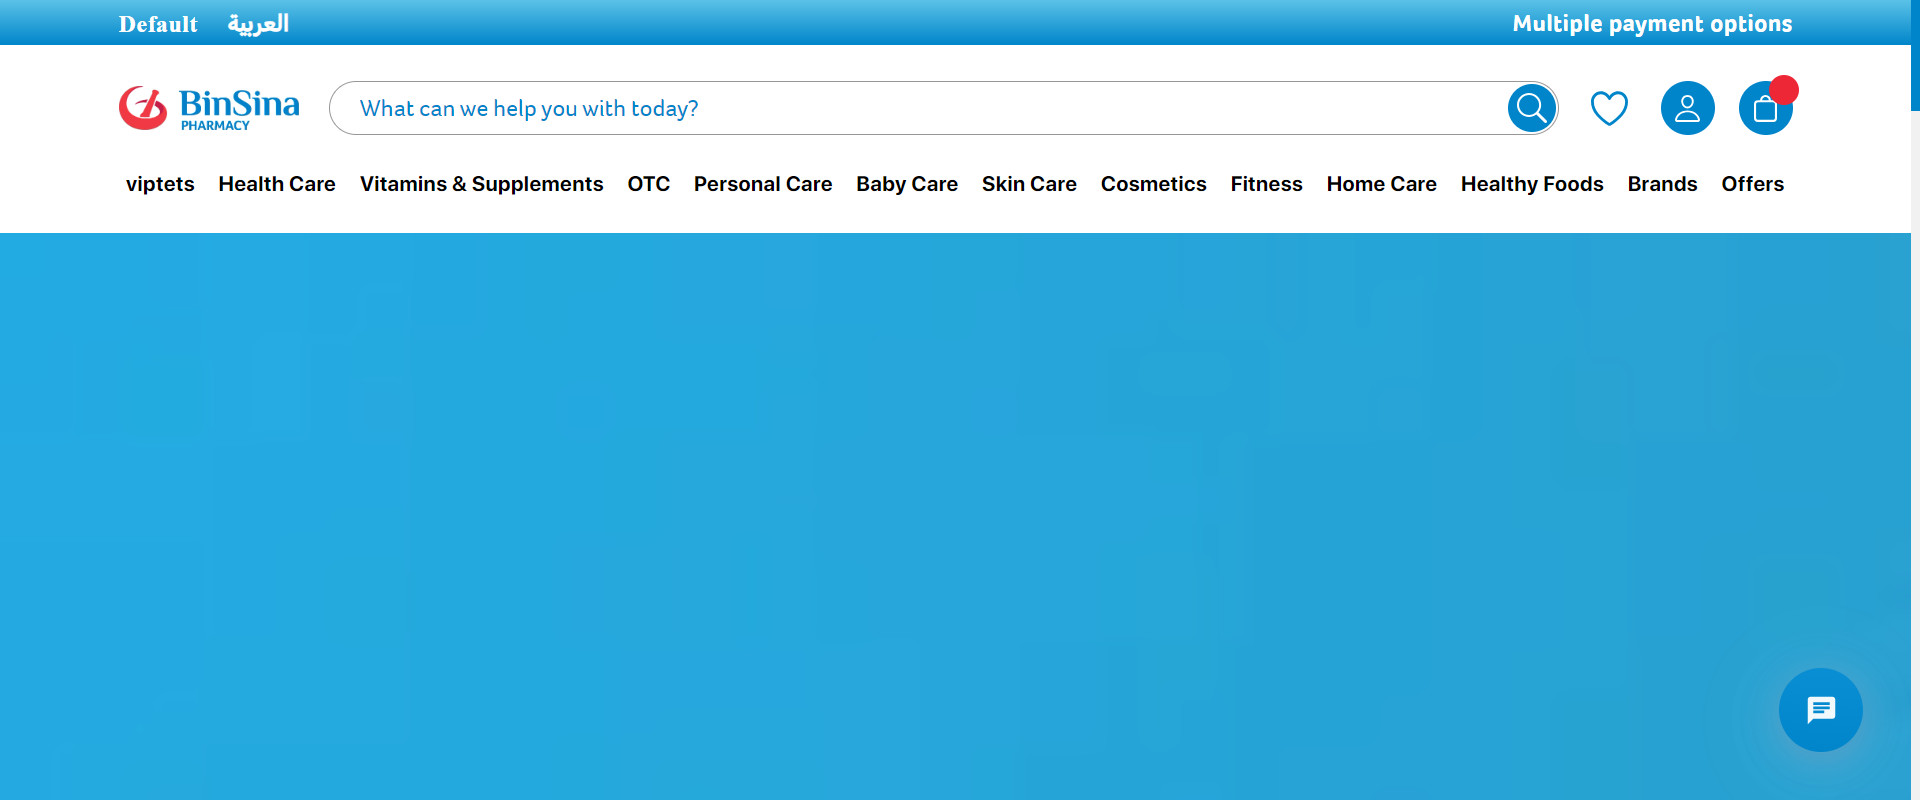 Default العربية Multiple payment options
BinSina
PHARMACY
What can we help you with today?
viptets Health Care Vitamins & Supplements OTC Personal Care Baby Care Skin Care Cosmetics Fitness Home Care Healthy Foods Brands Offers